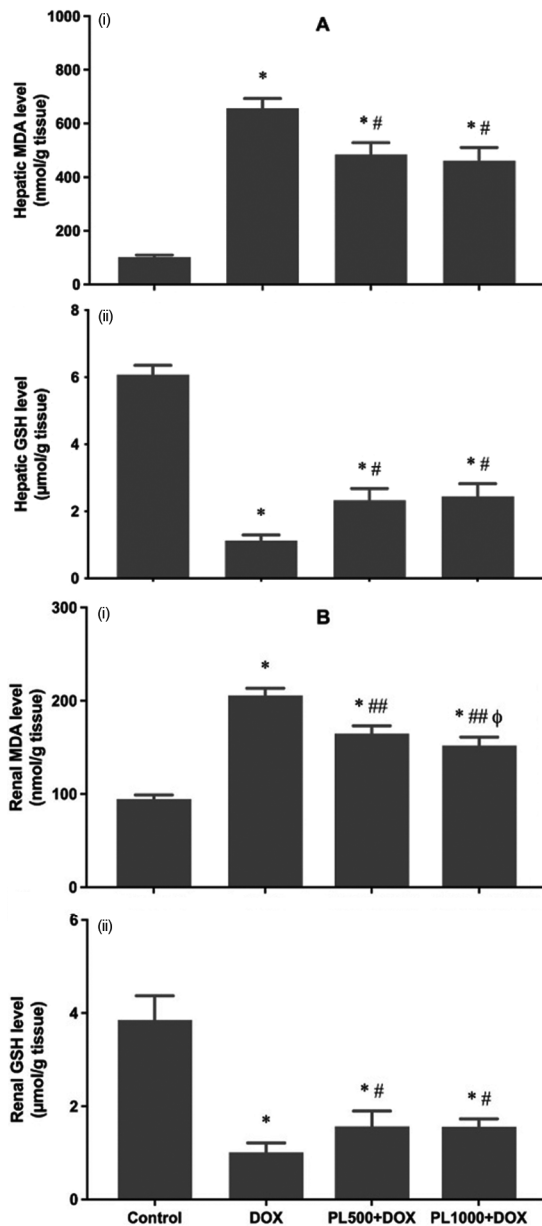 (i)
A
Hepatic MDA level
(nmol/g tissue)
1000
800
600
400
200
0
*
* #
* #
(ii)
Hepatic GSH level
(µmol/g tissue)
8
6
4
2
0
*
* #
* #
(i)
B
Renal MDA level
(nmol/g tissue)
300
200
100
0
*
* ##
* ## ϕ
(ii)
Renal GSH level
(µmol/g tissue)
6
4
2
0
*
* #
* #
Control DOX PL500+DOX PL1000+DOX